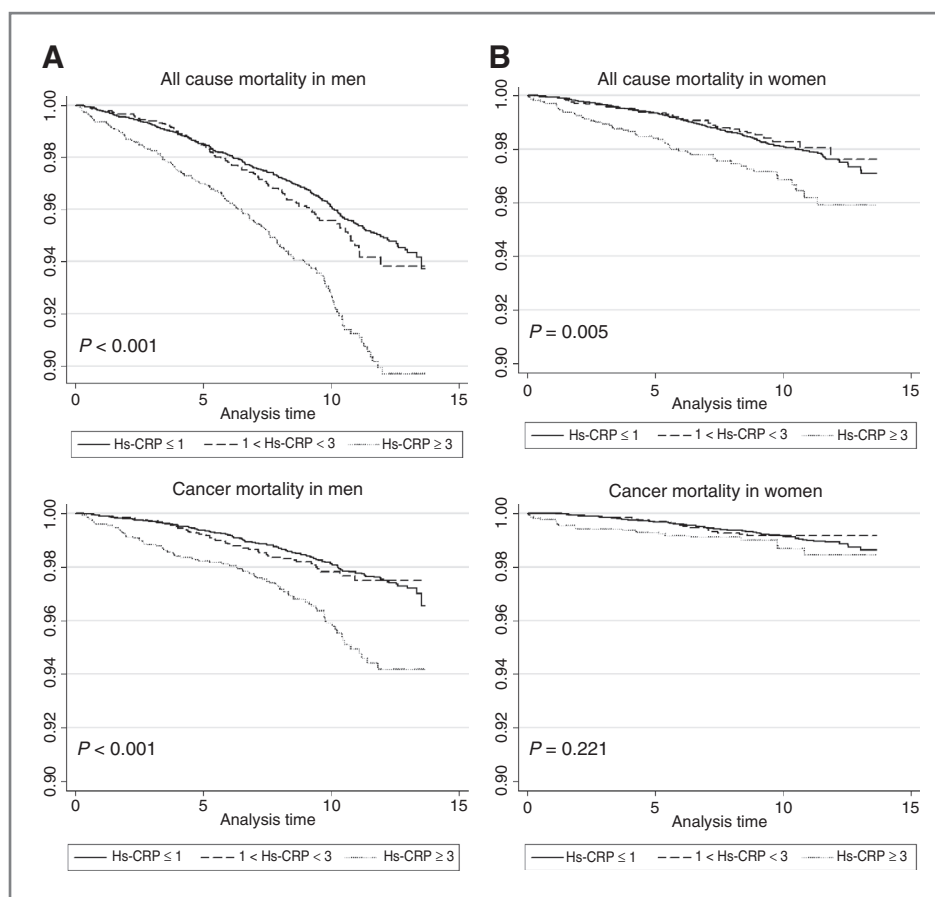 A
All cause mortality in men
1.00
0.98
0.96
0.94
0.92
0.90
P < 0.001
0 5 10 15
Analysis time
Hs-CRP ≤ 1 1 < Hs-CRP < 3 Hs-CRP ≥ 3
Cancer mortality in men
1.00
0.98
0.96
0.94
0.92
0.90
P < 0.001
0 5 10 15
Analysis time
Hs-CRP ≤ 1 1 < Hs-CRP < 3 Hs-CRP ≥ 3
B
All cause mortality in women
1.00
0.98
0.96
0.94
0.92
0.90
P = 0.005
0 5 10 15
Analysis time
Hs-CRP ≤ 1 1 < Hs-CRP < 3 Hs-CRP ≥ 3
Cancer mortality in women
1.00
0.98
0.96
0.94
0.92
0.90
P = 0.221
0 5 10 15
Analysis time
Hs-CRP ≤ 1 1 < Hs-CRP < 3 Hs-CRP ≥ 3